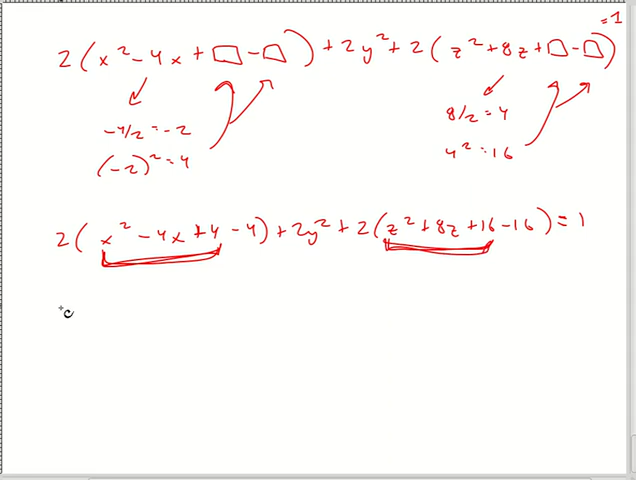 2(x² - 4x + □ - □) + 2y² + 2(z² + 8z + □ - □) = 1
-4/2 = -2
8/2 = 4
(-2)² = 4
4² = 16
2(x² - 4x + 4 - 4) + 2y² + 2(z² + 8z + 16 - 16) = 1